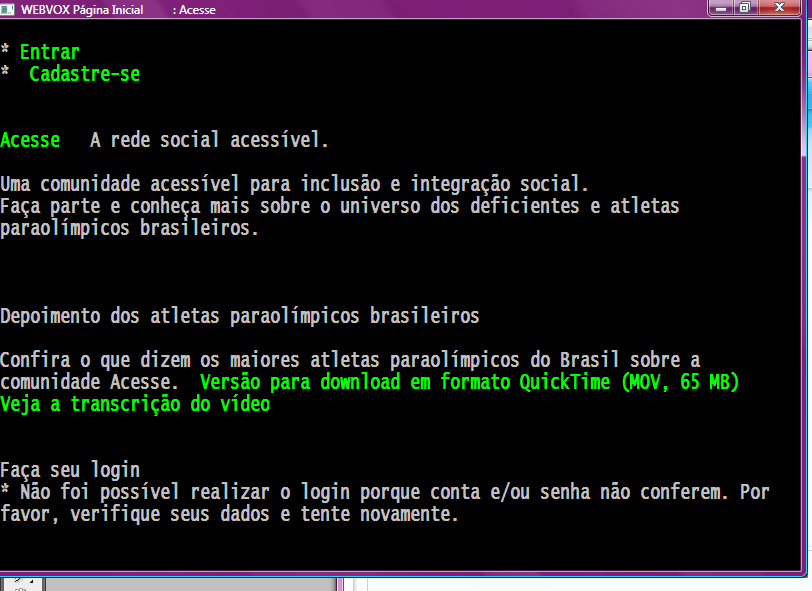 WEBVOX Página Inicial : Acesse
* Entrar
* Cadastre-se
Acesse A rede social acessível.
Uma comunidade acessível para inclusão e integração social.
Faça parte e conheça mais sobre o universo dos deficientes e atletas
paraolímpicos brasileiros.
Depoimento dos atletas paraolímpicos brasileiros
Confira o que dizem os maiores atletas paraolímpicos do Brasil sobre a
comunidade Acesse. Versão para download em formato QuickTime (MOV, 65 MB)
Veja a transcrição do vídeo
Faça seu login
* Não foi possível realizar o login porque conta e/ou senha não conferem. Por
favor, verifique seus dados e tente novamente.